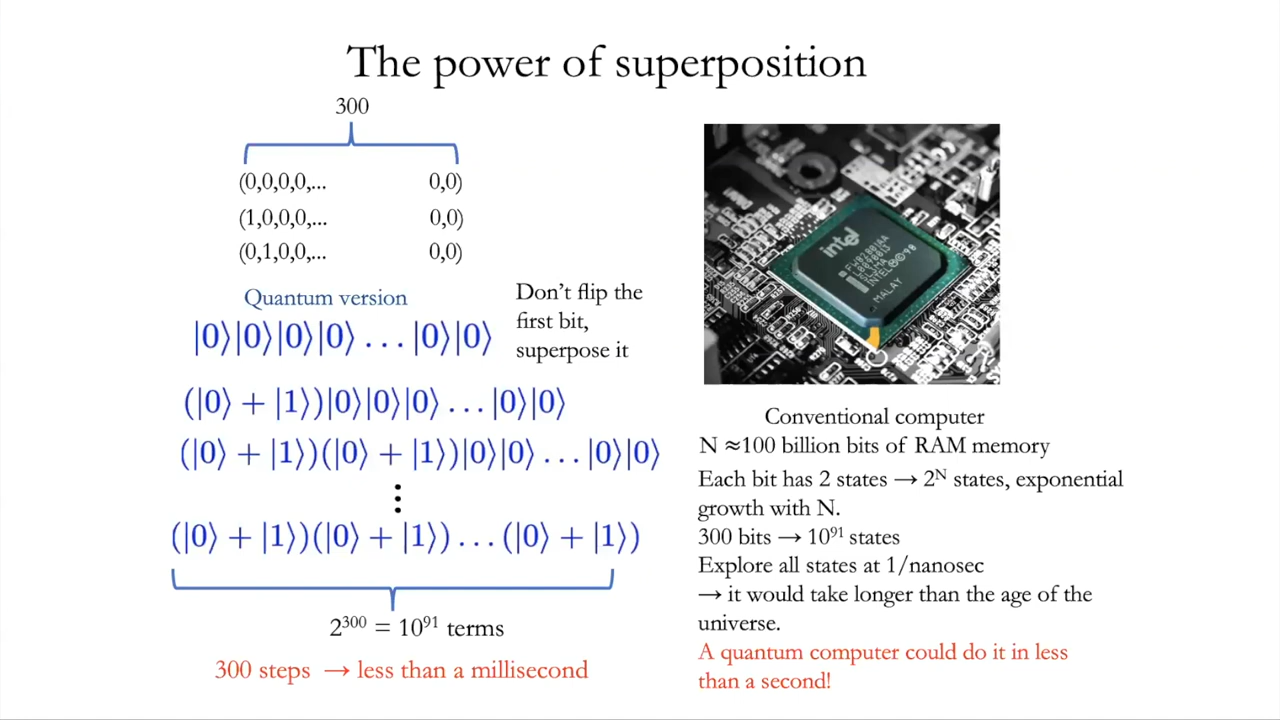 The power of superposition
300
(0,0,0,0,... 0,0)
(1,0,0,0,... 0,0)
(0,1,0,0,... 0,0)
Quantum version
|0⟩|0⟩|0⟩|0⟩ . . . |0⟩|0⟩
Don't flip the
first bit,
superpose it
(|0⟩ + |1⟩)|0⟩|0⟩|0⟩ . . . |0⟩|0⟩
(|0⟩ + |1⟩)(|0⟩ + |1⟩)|0⟩|0⟩ . . . |0⟩|0⟩
⋮
(|0⟩ + |1⟩)(|0⟩ + |1⟩) . . . (|0⟩ + |1⟩)
2³⁰⁰ = 10⁹¹ terms
300 steps → less than a millisecond
intel
INTEL Ⓜ©'98
MALAY
Conventional computer
N ≈100 billion bits of RAM memory
Each bit has 2 states → 2ᴺ states, exponential
growth with N.
300 bits → 10⁹¹ states
Explore all states at 1/nanosec
→ it would take longer than the age of the
universe.
A quantum computer could do it in less
than a second!